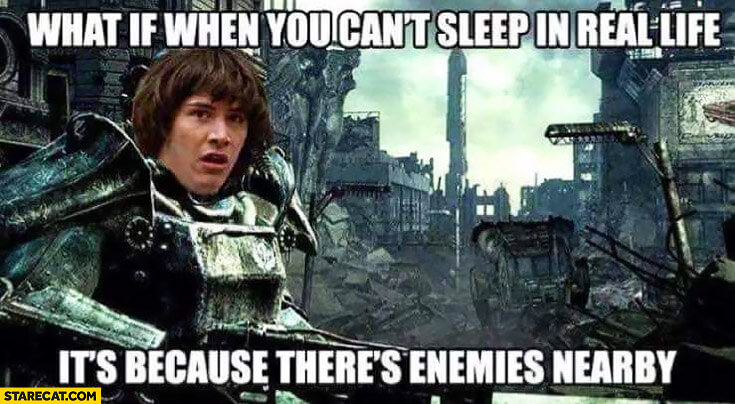 WHAT IF WHEN YOU CAN'T SLEEP IN REAL LIFE
IT'S BECAUSE THERE'S ENEMIES NEARBY
STARECAT.COM